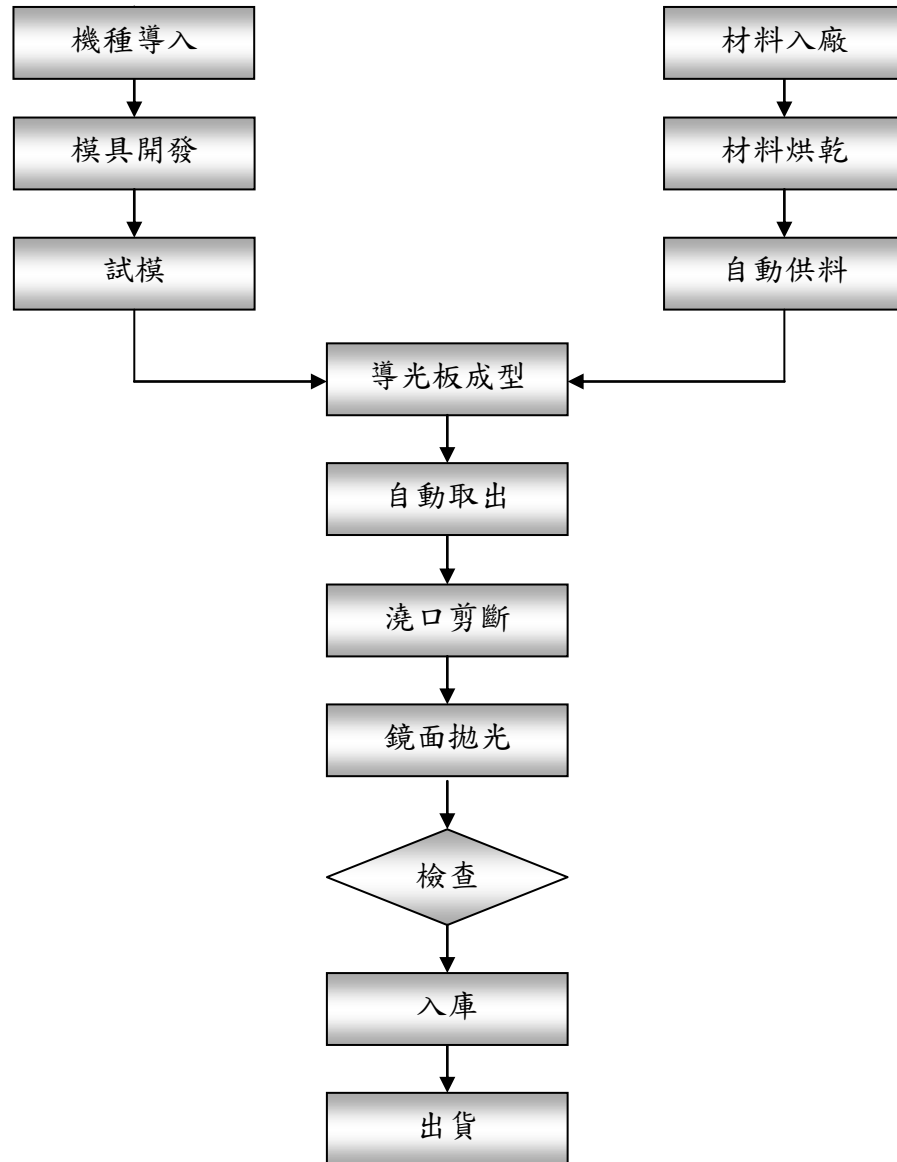 機種導入
材料入廠
模具開發
材料烘乾
試模
自動供料
導光板成型
自動取出
澆口剪斷
鏡面拋光
檢查
入庫
出貨